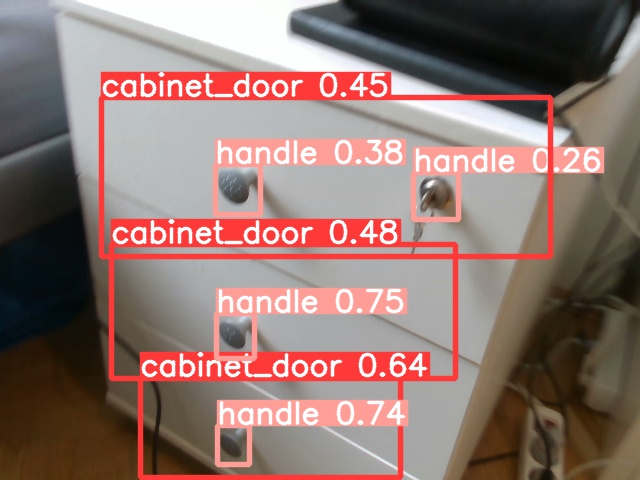 cabinet_door 0.45
handle 0.38
handle 0.26
cabinet_door 0.48
handle 0.75
cabinet_door 0.64
handle 0.74